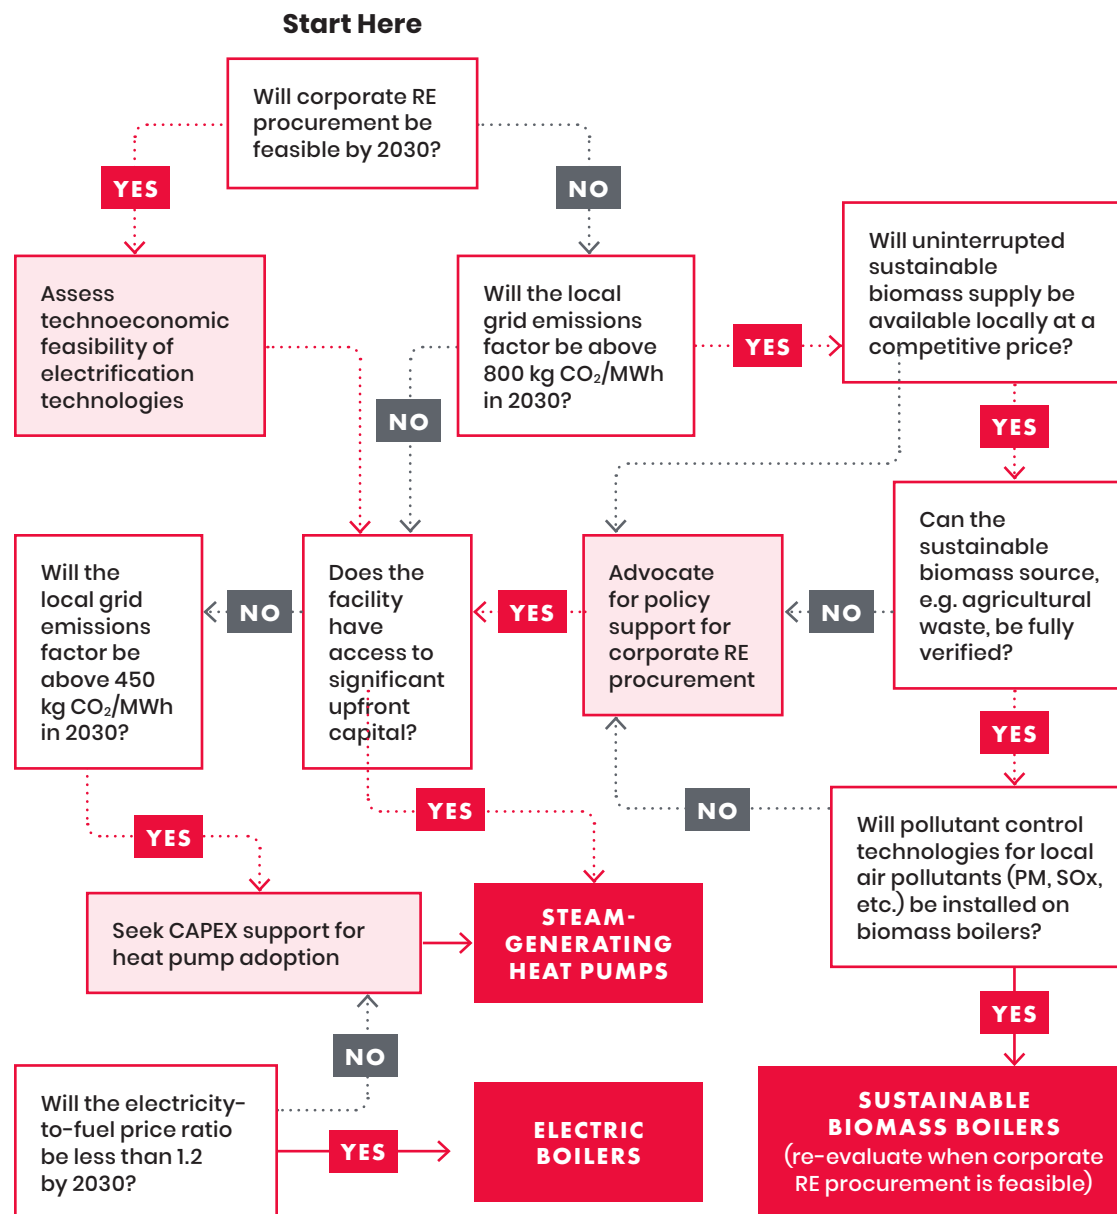 Start Here
Will corporate RE
procurement be
feasible by 2030?
YES
NO
Assess
technoeconomic
feasibility of
electrification
technologies
Will the local
grid emissions
factor be above
800 kg CO₂/MWh
in 2030?
YES
Will uninterrupted
sustainable
biomass supply be
available locally at a
competitive price?
NO
YES
Will the
local grid
emissions
factor be
above 450
kg CO₂/MWh
in 2030?
NO
Does the
facility
have
access to
significant
upfront
capital?
YES
Advocate
for policy
support for
corporate RE
procurement
NO
Can the
sustainable
biomass source,
e.g. agricultural
waste, be fully
verified?
YES
YES
YES
NO
Will pollutant control
technologies for local
air pollutants (PM, SOx,
etc.) be installed on
biomass boilers?
Seek CAPEX support for
heat pump adoption
STEAM-
GENERATING
HEAT PUMPS
YES
NO
Will the electricity-
to-fuel price ratio
be less than 1.2
by 2030?
YES
ELECTRIC
BOILERS
SUSTAINABLE
BIOMASS BOILERS
(re-evaluate when corporate
RE procurement is feasible)